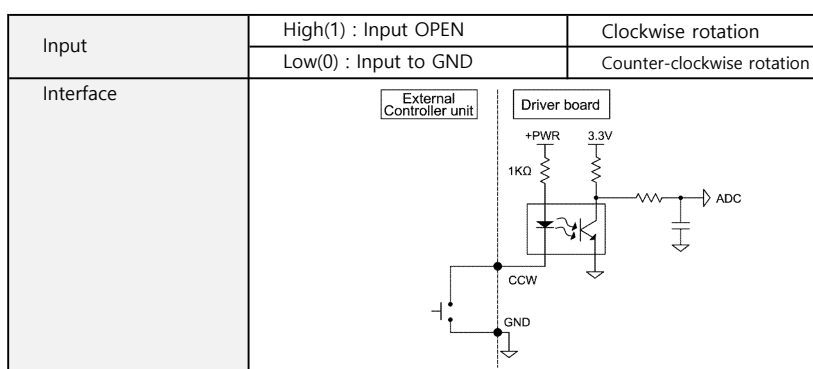 Input
High(1) : Input OPEN
Clockwise rotation
Low(0) : Input to GND
Counter-clockwise rotation
Interface
External
Controller unit
Driver board
+PWR
3.3V
1KΩ
ADC
CCW
GND